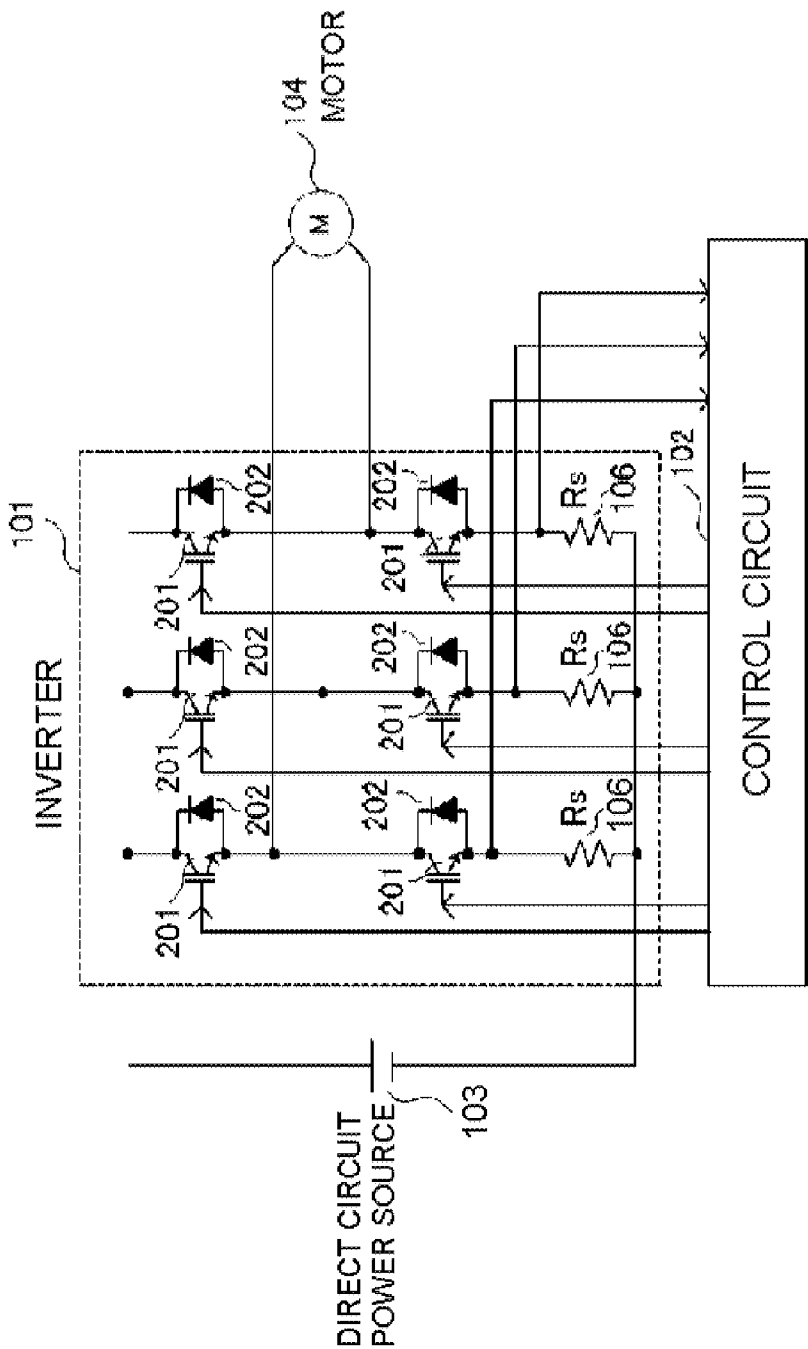 INVERTER
101
104
MOTOR
M
201
202
201
202
201
202
201
202
201
202
201
202
Rs
106
Rs
106
Rs
106
DIRECT CIRCUIT
POWER SOURCE
103
102
CONTROL CIRCUIT